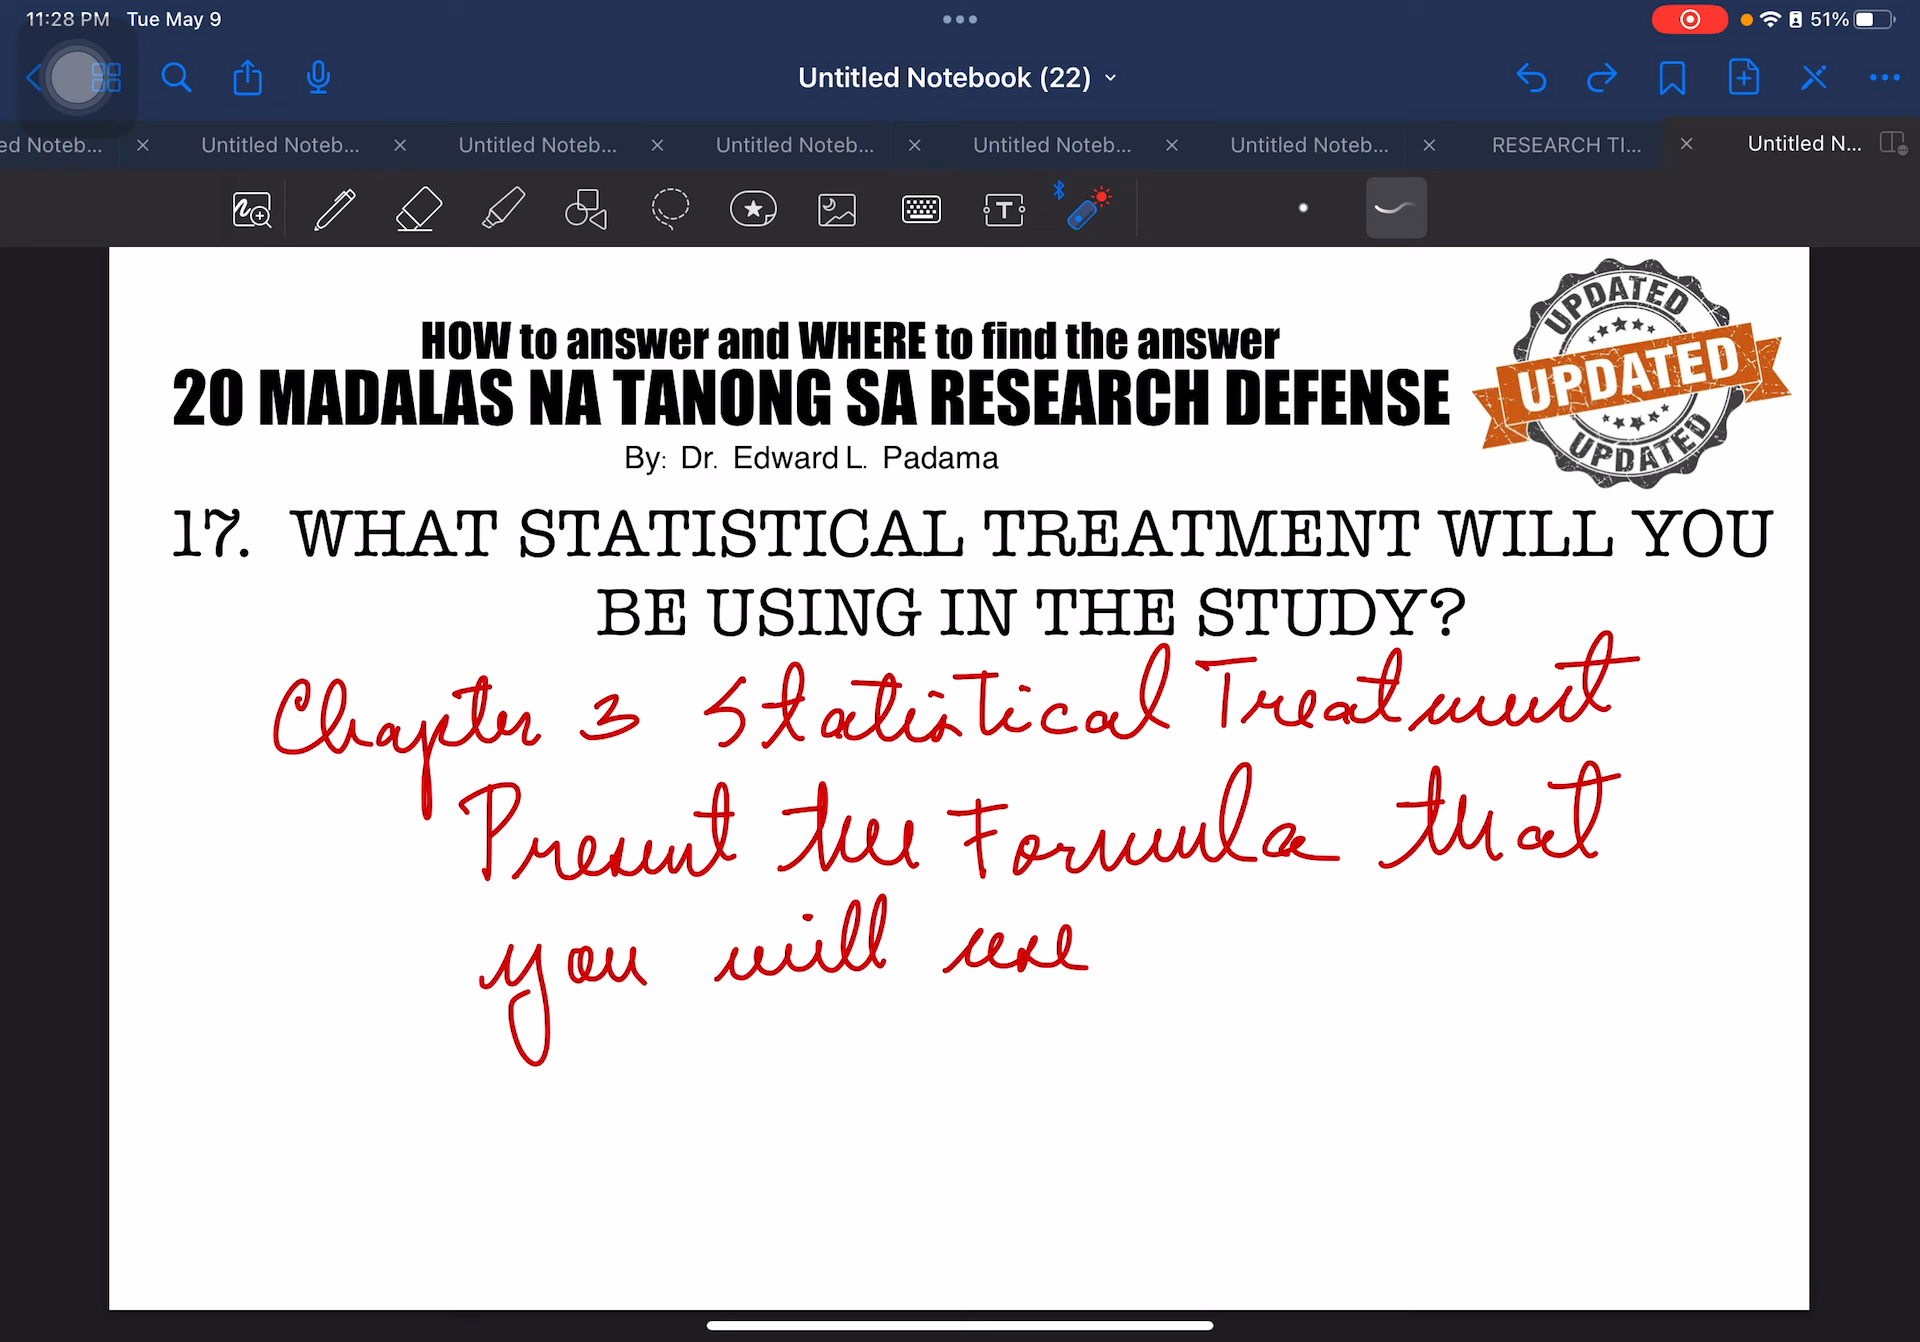 11:28 PM Tue May 9
51%
Untitled Notebook (22)
ed Noteb...
Untitled Noteb...
Untitled Noteb...
Untitled Noteb...
Untitled Noteb...
Untitled Noteb...
RESEARCH TI...
Untitled N...
HOW to answer and WHERE to find the answer
20 MADALAS NA TANONG SA RESEARCH DEFENSE
By: Dr. Edward L. Padama
UPDATED
UPDATED
UPDATED
17. WHAT STATISTICAL TREATMENT WILL YOU
BE USING IN THE STUDY?
Chapter 3 Statistical Treatment
Present the Formula that
you will use